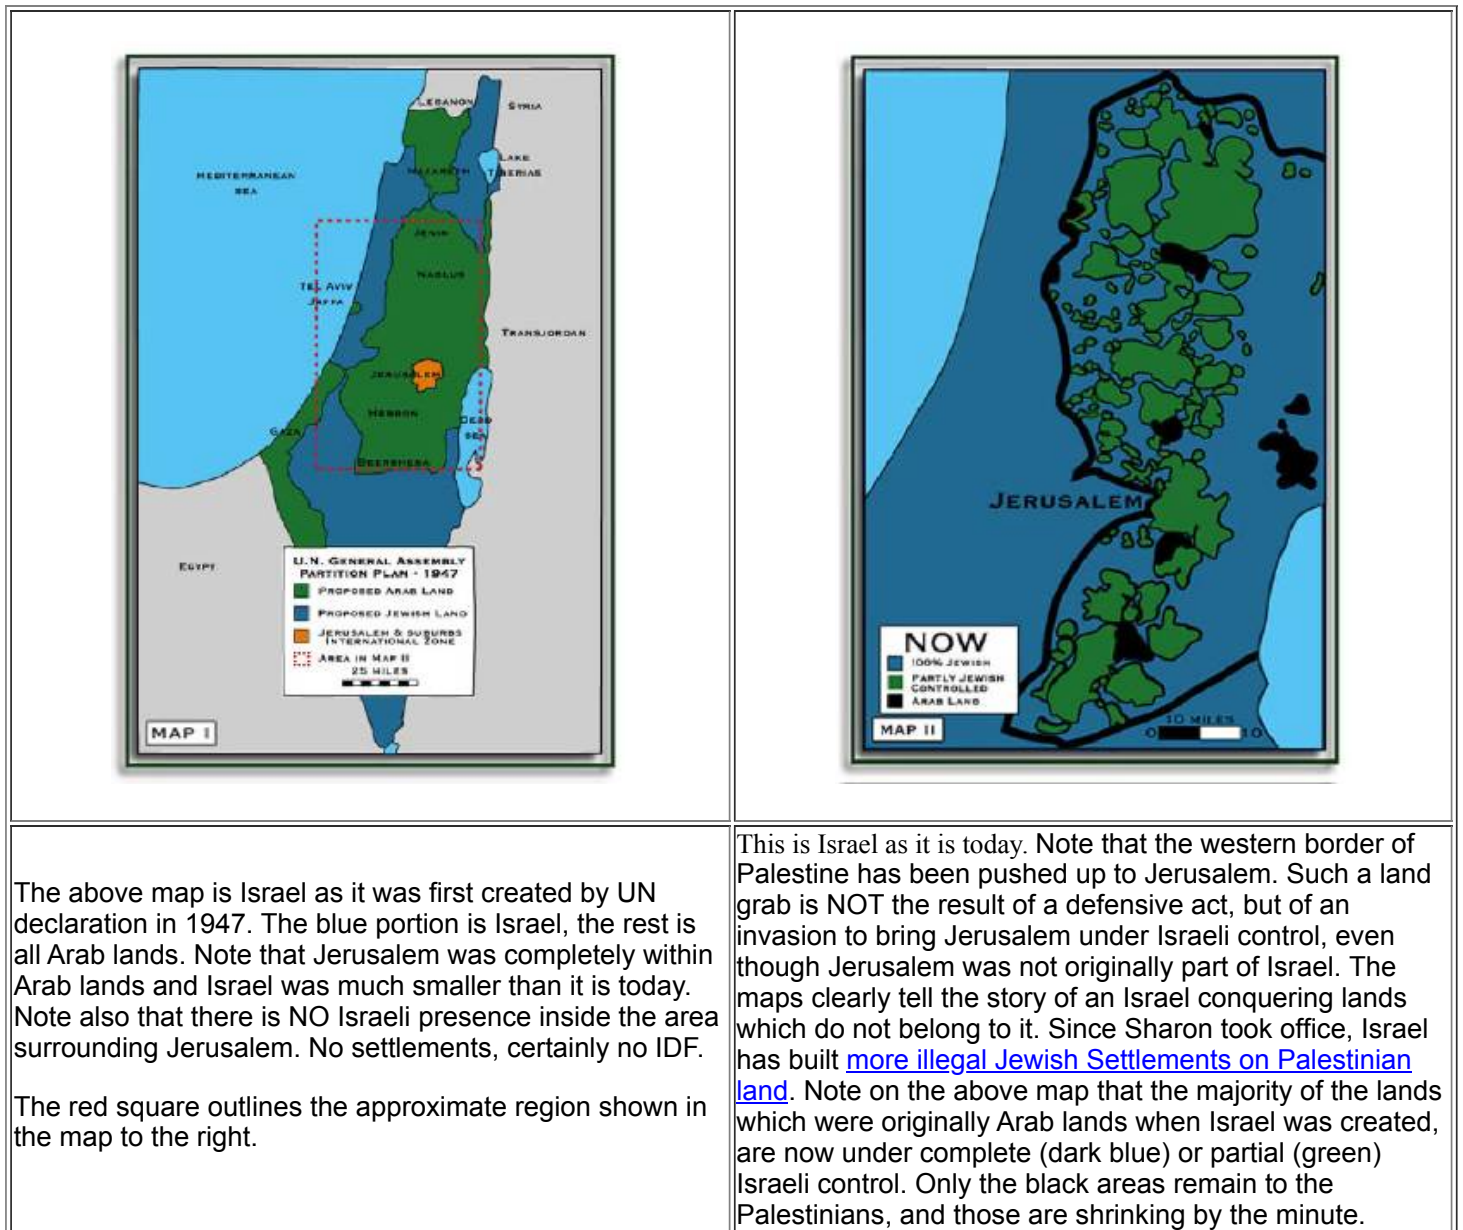 LEBANON
SYRIA
LAKE
TIBERIAS
MEDITERRANEAN
SEA
NAZARETH
JENIN
NABLUS
TEL AVIV
JAFFA
TRANSJORDAN
JERUSALEM
HEBRON
DEAD
SEA
GAZA
BEERSHEBA
EGYPT
U.N. GENERAL ASSEMBLY
PARTITION PLAN - 1947
PROPOSED ARAB LAND
PROPOSED JEWISH LAND
JERUSALEM & SUBURBS
INTERNATIONAL ZONE
AREA IN MAP II
25 MILES
MAP I
JERUSALEM
NOW
100% JEWISH
PARTLY JEWISH
CONTROLLED
ARAB LAND
MAP II
10 MILES
0 10
The above map is Israel as it was first created by UN
declaration in 1947. The blue portion is Israel, the rest is
all Arab lands. Note that Jerusalem was completely within
Arab lands and Israel was much smaller than it is today.
Note also that there is NO Israeli presence inside the area
surrounding Jerusalem. No settlements, certainly no IDF.
The red square outlines the approximate region shown in
the map to the right.
This is Israel as it is today. Note that the western border of
Palestine has been pushed up to Jerusalem. Such a land
grab is NOT the result of a defensive act, but of an
invasion to bring Jerusalem under Israeli control, even
though Jerusalem was not originally part of Israel. The
maps clearly tell the story of an Israel conquering lands
which do not belong to it. Since Sharon took office, Israel
has built more illegal Jewish Settlements on Palestinian
land. Note on the above map that the majority of the lands
which were originally Arab lands when Israel was created,
are now under complete (dark blue) or partial (green)
Israeli control. Only the black areas remain to the
Palestinians, and those are shrinking by the minute.